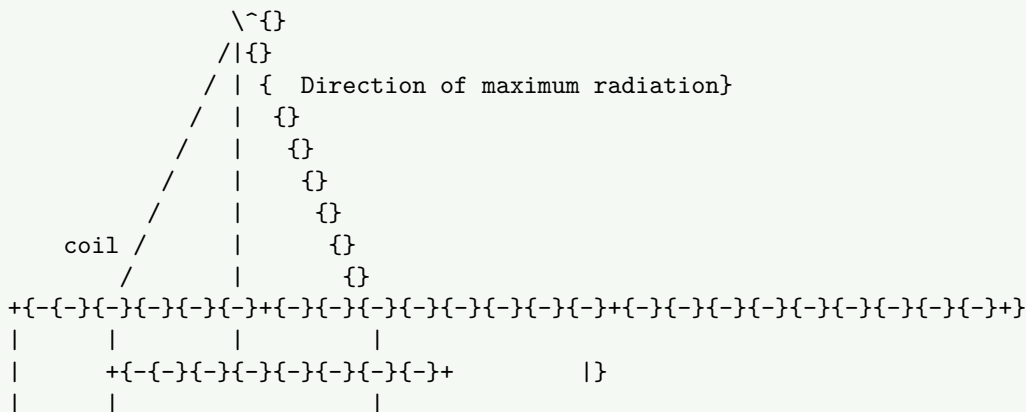 \^{}
/|{}
/ | { Direction of maximum radiation}
/ | {}
/ | {}
/ | {}
/ | {}
coil / | {}
/ | {}
+{-{-}{-}{-}{-}{-}+{-}{-}{-}{-}{-}{-}{-}{-}+{-}{-}{-}{-}{-}{-}{-}{-}{-}+}
| | | |
| +{-{-}{-}{-}{-}{-}{-}{-}{-}+ |}
| | |